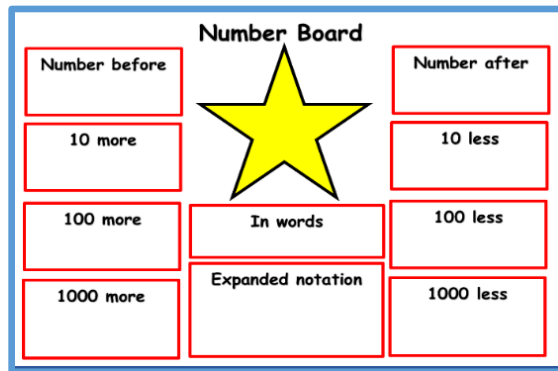 Number Board
Number before
Number after
10 more
10 less
100 more
In words
100 less
Expanded notation
1000 more
1000 less